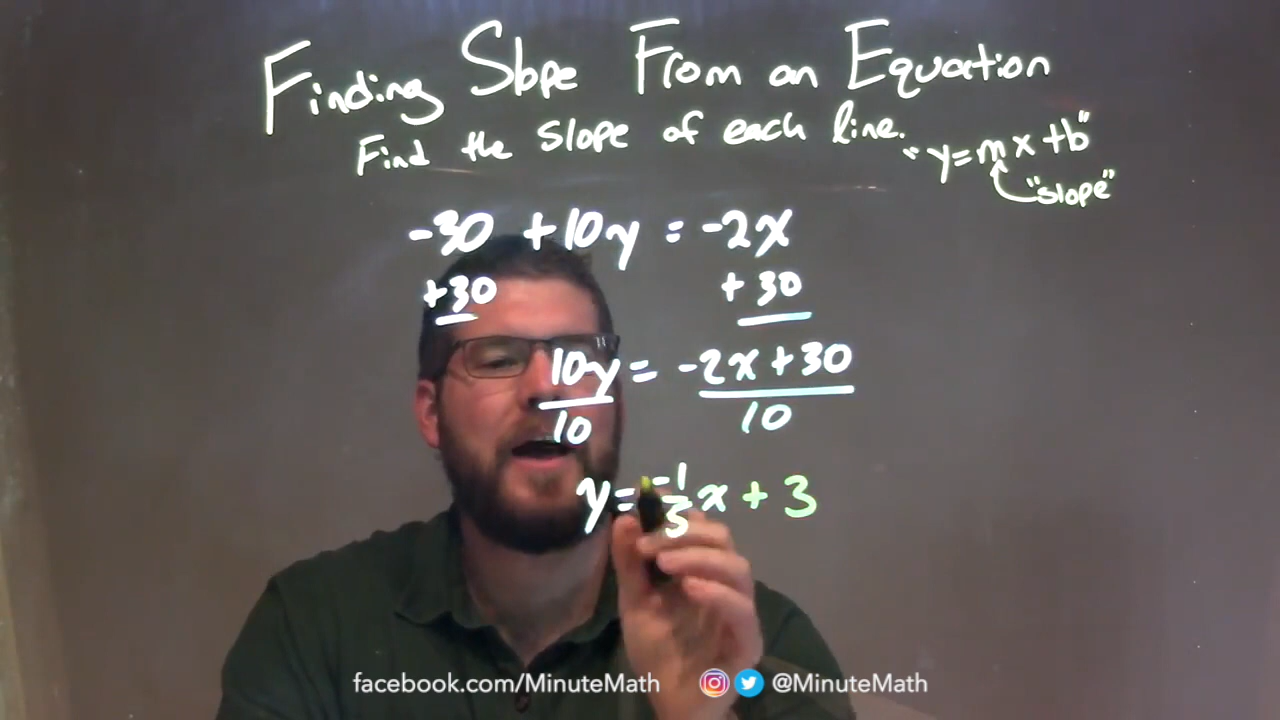 Finding Slope From an Equation
Find the slope of each line. "y=mx+b"
"slope"
-30 +10y = -2x
+30 +30
10y = -2x+30
10 10
y = -1/5 x + 3
facebook.com/MinuteMath @MinuteMath